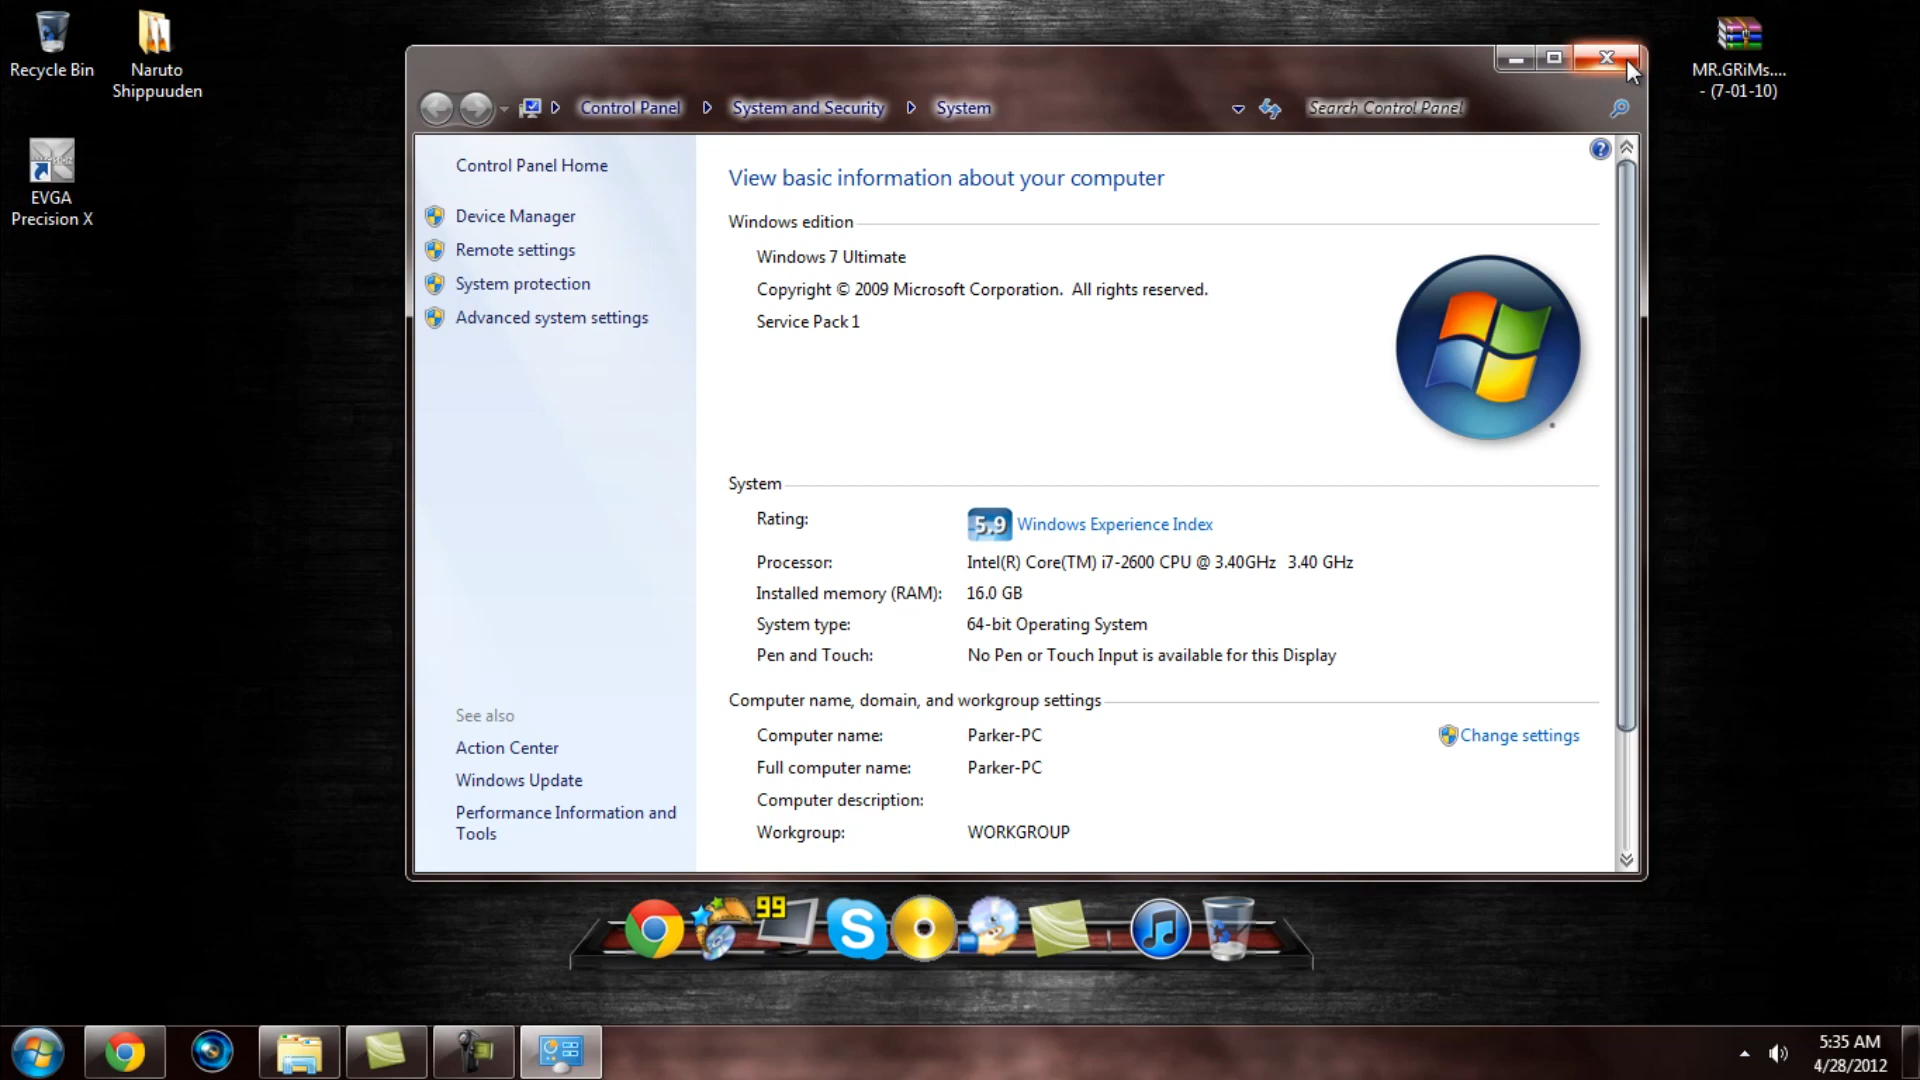 Recycle Bin
Naruto
Shippuuden
EVGA
Precision X
MR.GRiMs....
- (7-01-10)
Control Panel
System and Security
System
Search Control Panel
Control Panel Home
Device Manager
Remote settings
System protection
Advanced system settings
See also
Action Center
Windows Update
Performance Information and
Tools
View basic information about your computer
Windows edition
Windows 7 Ultimate
Copyright © 2009 Microsoft Corporation.  All rights reserved.
Service Pack 1
System
Rating: 5.9 Windows Experience Index
Processor: Intel(R) Core(TM) i7-2600 CPU @ 3.40GHz  3.40 GHz
Installed memory (RAM): 16.0 GB
System type: 64-bit Operating System
Pen and Touch: No Pen or Touch Input is available for this Display
Computer name, domain, and workgroup settings
Computer name: Parker-PC Change settings
Full computer name: Parker-PC
Computer description:
Workgroup: WORKGROUP
99
5:35 AM
4/28/2012